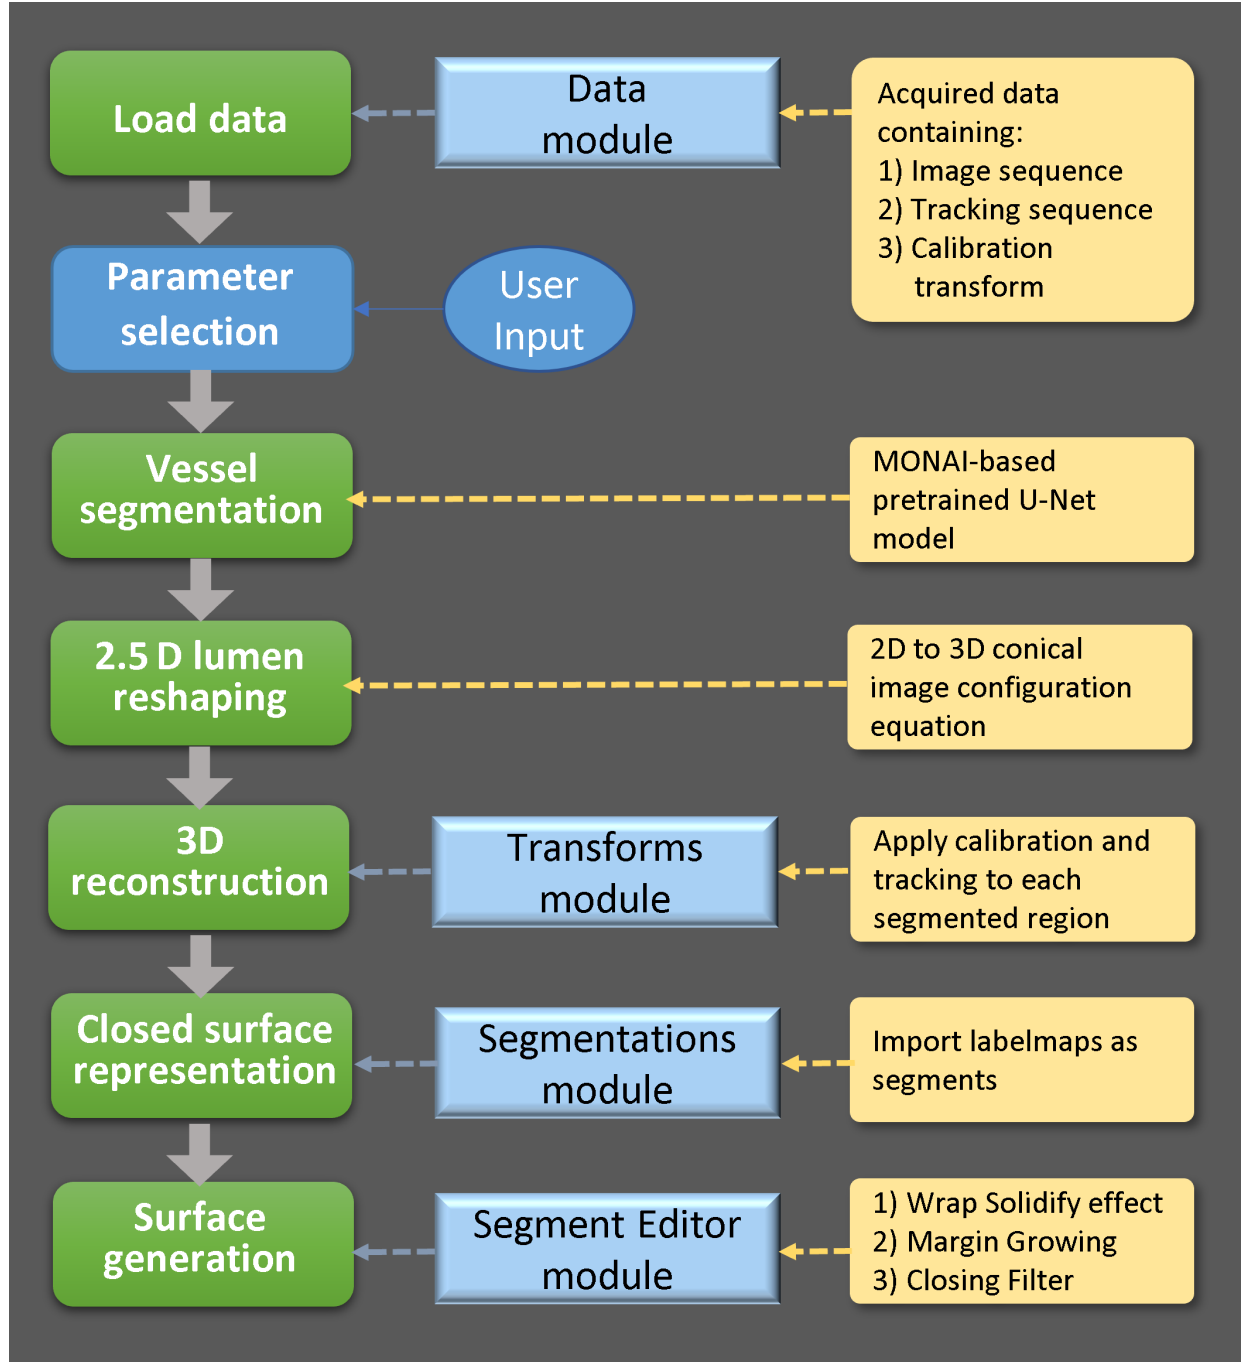 Load data
Data
module
Acquired data
containing:
1) Image sequence
2) Tracking sequence
3) Calibration
transform
Parameter
selection
User
Input
Vessel
segmentation
MONAI-based
pretrained U-Net
model
2.5 D lumen
reshaping
2D to 3D conical
image configuration
equation
3D
reconstruction
Transforms
module
Apply calibration and
tracking to each
segmented region
Closed surface
representation
Segmentations
module
Import labelmaps as
segments
Surface
generation
Segment Editor
module
1) Wrap Solidify effect
2) Margin Growing
3) Closing Filter